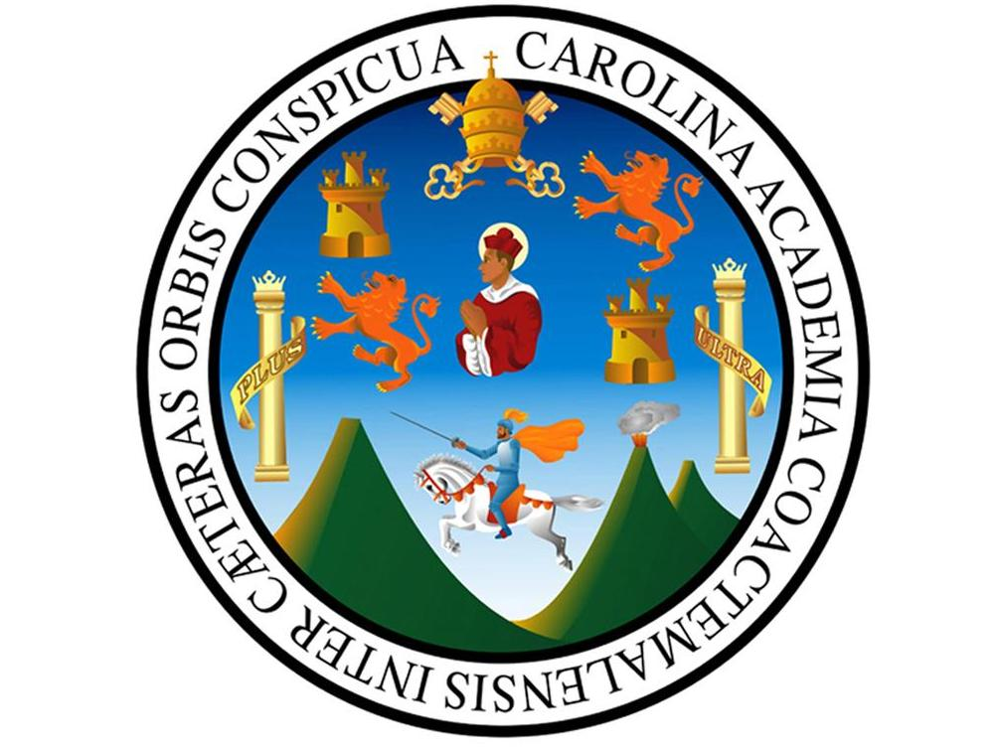 CAROLINA ACADEMIA COACTEMALENSIS INTER CÆTERAS ORBIS CONSPICUA
PLUS
ULTRA